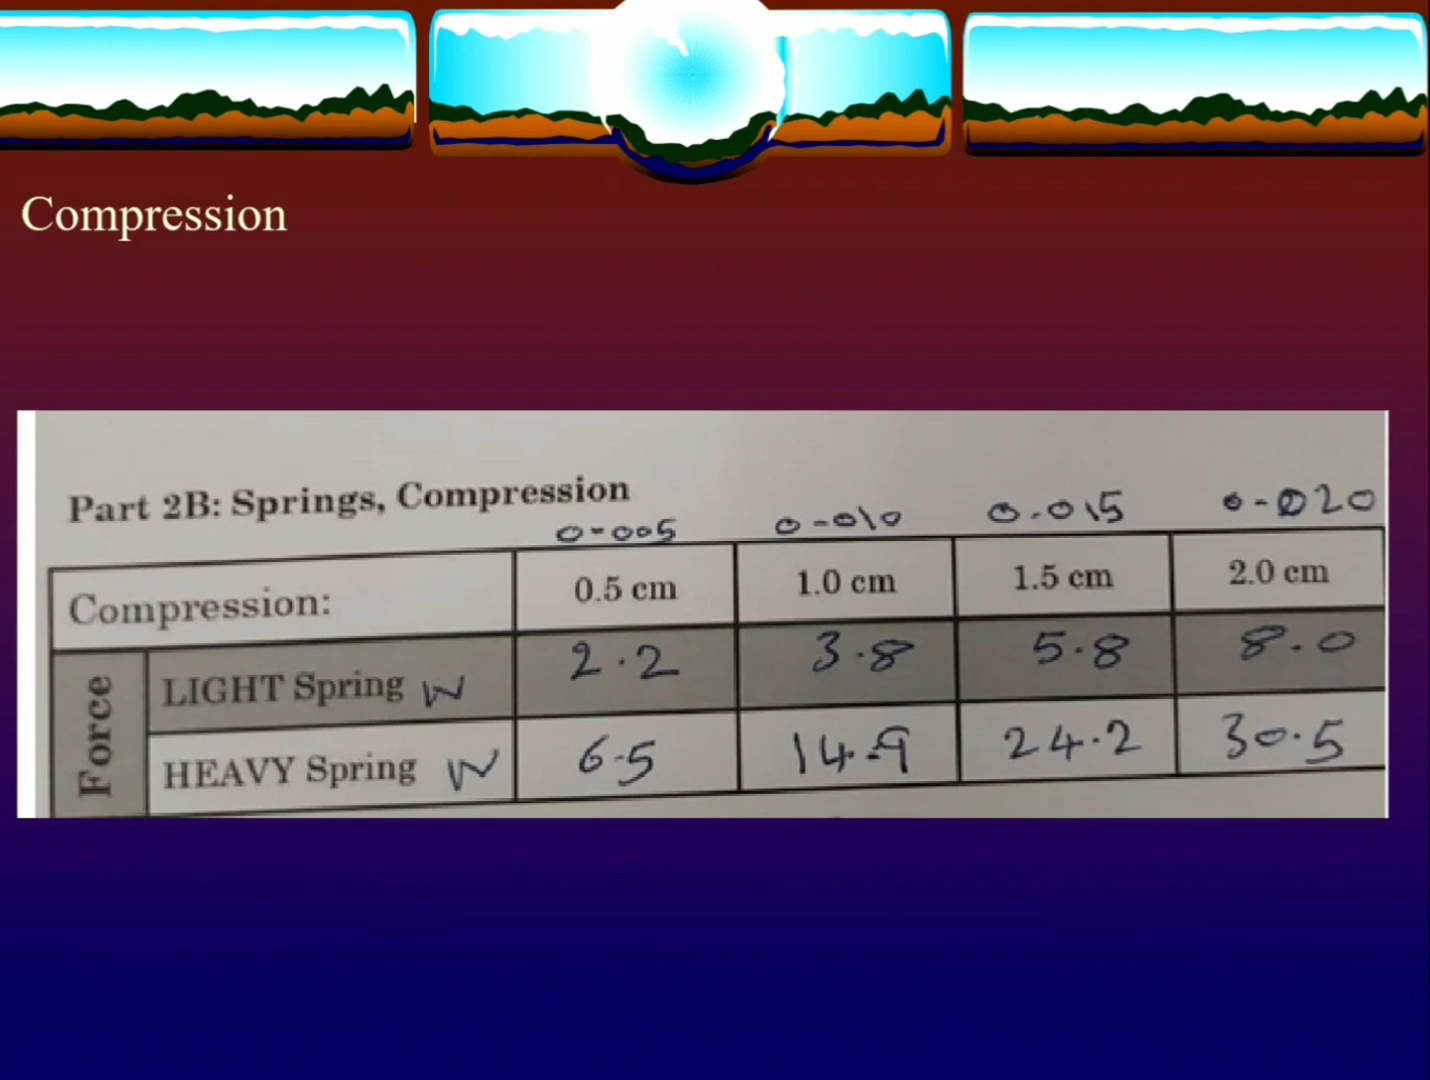 Compression
Part 2B: Springs, Compression
0.005 0.010 0.015 0.020
Compression: 0.5 cm 1.0 cm 1.5 cm 2.0 cm
Force
LIGHT Spring N 2.2 3.8 5.8 8.0
HEAVY Spring N 6.5 14.9 24.2 30.5